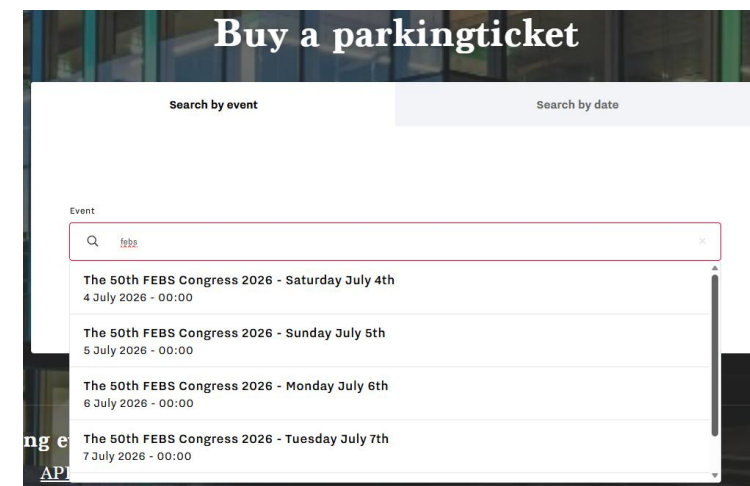 Buy a parkingticket
Search by event
Search by date
Event
febs
The 50th FEBS Congress 2026 - Saturday July 4th
4 July 2026 - 00:00
The 50th FEBS Congress 2026 - Sunday July 5th
5 July 2026 - 00:00
The 50th FEBS Congress 2026 - Monday July 6th
6 July 2026 - 00:00
The 50th FEBS Congress 2026 - Tuesday July 7th
7 July 2026 - 00:00
ng e